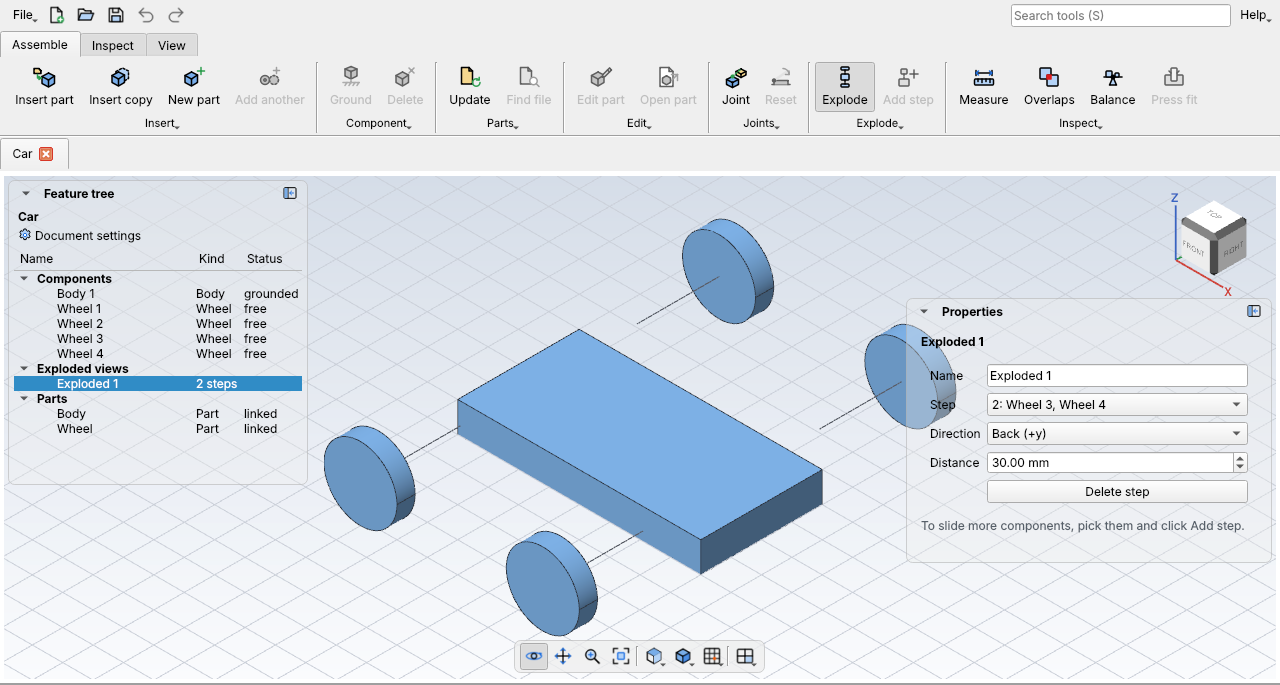 File
Search tools (S)
Help
Assemble
Inspect
View
Insert part
Insert copy
New part
Add another
Ground
Delete
Update
Find file
Edit part
Open part
Joint
Reset
Explode
Add step
Measure
Overlaps
Balance
Press fit
Insert
Component
Parts
Edit
Joints
Explode
Inspect
Car
Feature tree
Car
Document settings
Name Kind Status
Components
Body 1 Body grounded
Wheel 1 Wheel free
Wheel 2 Wheel free
Wheel 3 Wheel free
Wheel 4 Wheel free
Exploded views
Exploded 1 2 steps
Parts
Body Part linked
Wheel Part linked
Z
TOP
FRONT
RIGHT
X
Properties
Exploded 1
Name Exploded 1
Step 2: Wheel 3, Wheel 4
Direction Back (+y)
Distance 30.00 mm
Delete step
To slide more components, pick them and click Add step.